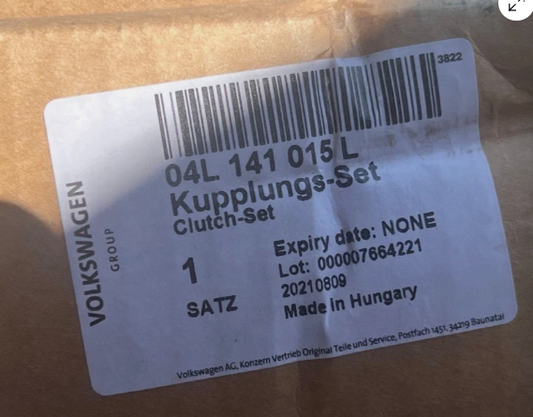 3822
04L 141 015 L
Kupplungs-Set
Clutch-Set
1
SATZ
Expiry date: NONE
Lot: 000007664221
20210809
Made in Hungary
Volkswagen AG, Konzern Vertrieb Original Teile und Service, Postfach 1451, 34219 Baunatal
VOLKSWAGEN
GROUP